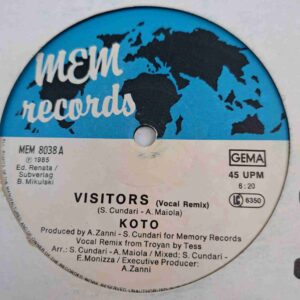 MEM
records
MEM 8038 A
℗ 1985
Ed. Renate /
Subverlag
B. Mikulski
GEMA
45 UPM
6:20
LC 6350
VISITORS (Vocal Remix)
(S. Cundari - A. Maiola)
KOTO
Produced by A. Zanni - S. Cundari for Memory Records
Vocal Remix from Troyan by Tess
Arr.: S. Cundari - A. Maiola / Mixed: S. Cundari -
E. Monizza / Executive Producer:
A. Zanni